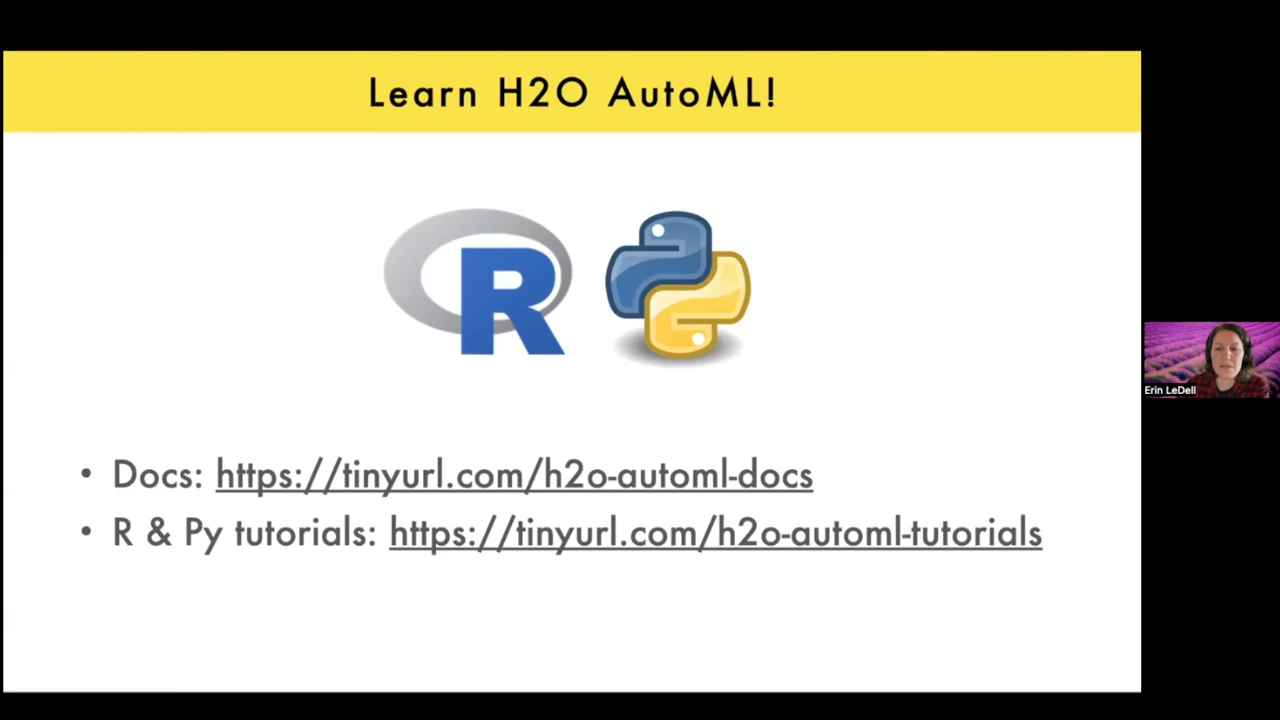 Learn H2O AutoML!
R
• Docs: https://tinyurl.com/h2o-automl-docs
• R & Py tutorials: https://tinyurl.com/h2o-automl-tutorials
Erin LeDell